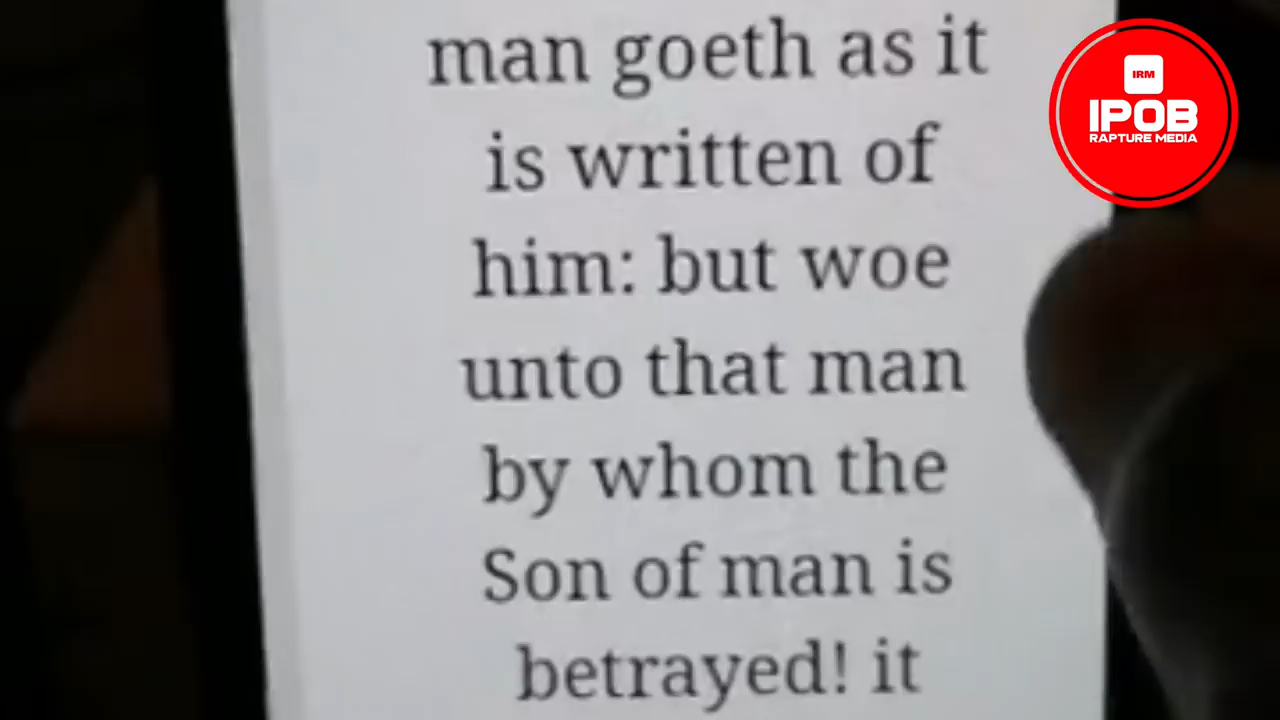 man goeth as it
is written of
him: but woe
unto that man
by whom the
Son of man is
betrayed! it
IRM
IPOB
RAPTURE MEDIA